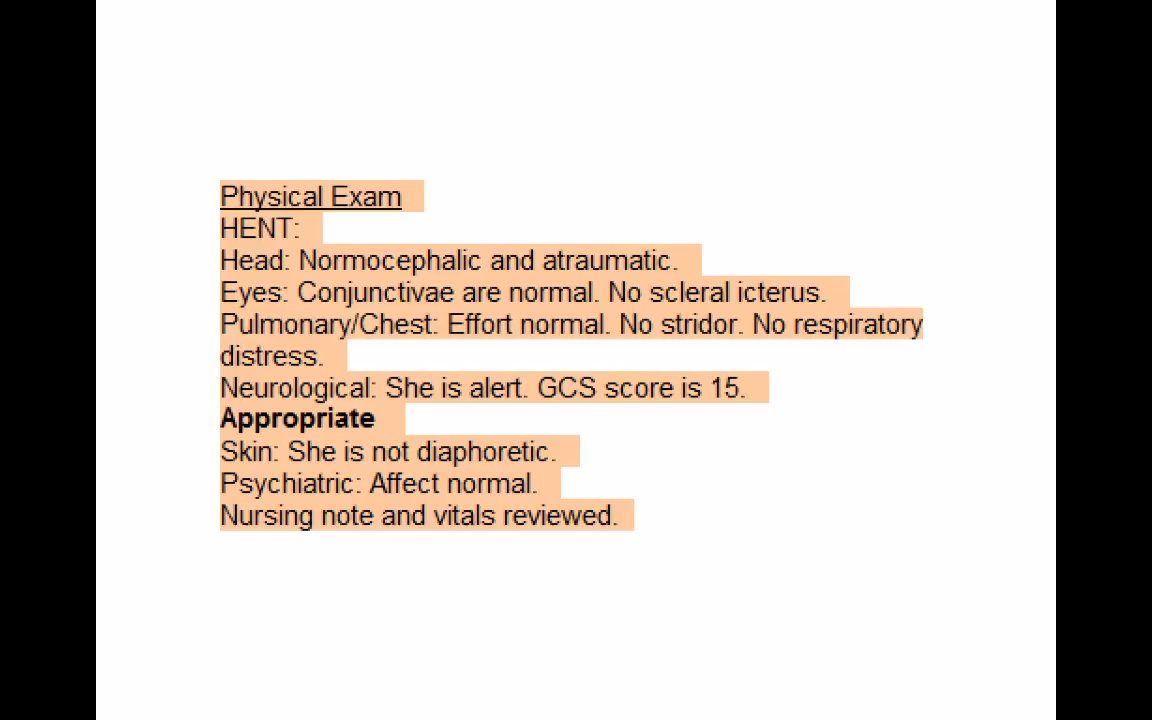 Physical Exam
HENT:
Head: Normocephalic and atraumatic.
Eyes: Conjunctivae are normal. No scleral icterus.
Pulmonary/Chest: Effort normal. No stridor. No respiratory
distress.
Neurological: She is alert. GCS score is 15.
Appropriate
Skin: She is not diaphoretic.
Psychiatric: Affect normal.
Nursing note and vitals reviewed.